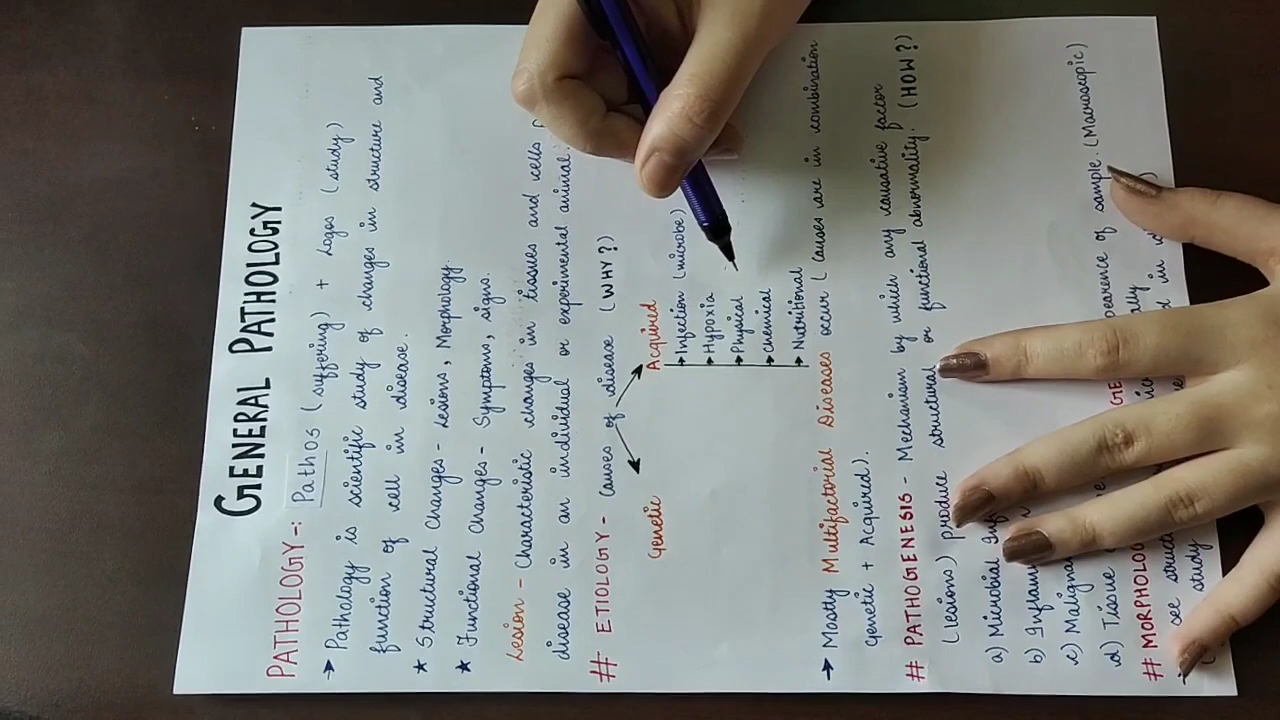 GENERAL PATHOLOGY
PATHOLOGY-: Pathos (suffering) + Logos (study)
→ Pathology is scientific study of changes in structure and
function of cell in disease.
★ Structural Changes - Lesions, Morphology.
★ Functional Changes - Symptoms, signs.
Lesion - Characteristic changes in tissues and cells
disease in an individual or experimental animal.
# ETIOLOGY - Causes of disease (WHY?)
Genetic Acquired
→ Infection (microbe)
→ Hypoxia
→ Physical
→ Chemical
→ Nutritional
→ Mostly Multifactorial Diseases occur (Causes are in combination
Genetic + Acquired).
# PATHOGENESIS - Mechanism by which any causative factor
(lesions) produce structural or functional abnormality. (HOW?)
a) Microbial
b)
c)
d) Tissue
# of sample. (Macroscopic)
see
study